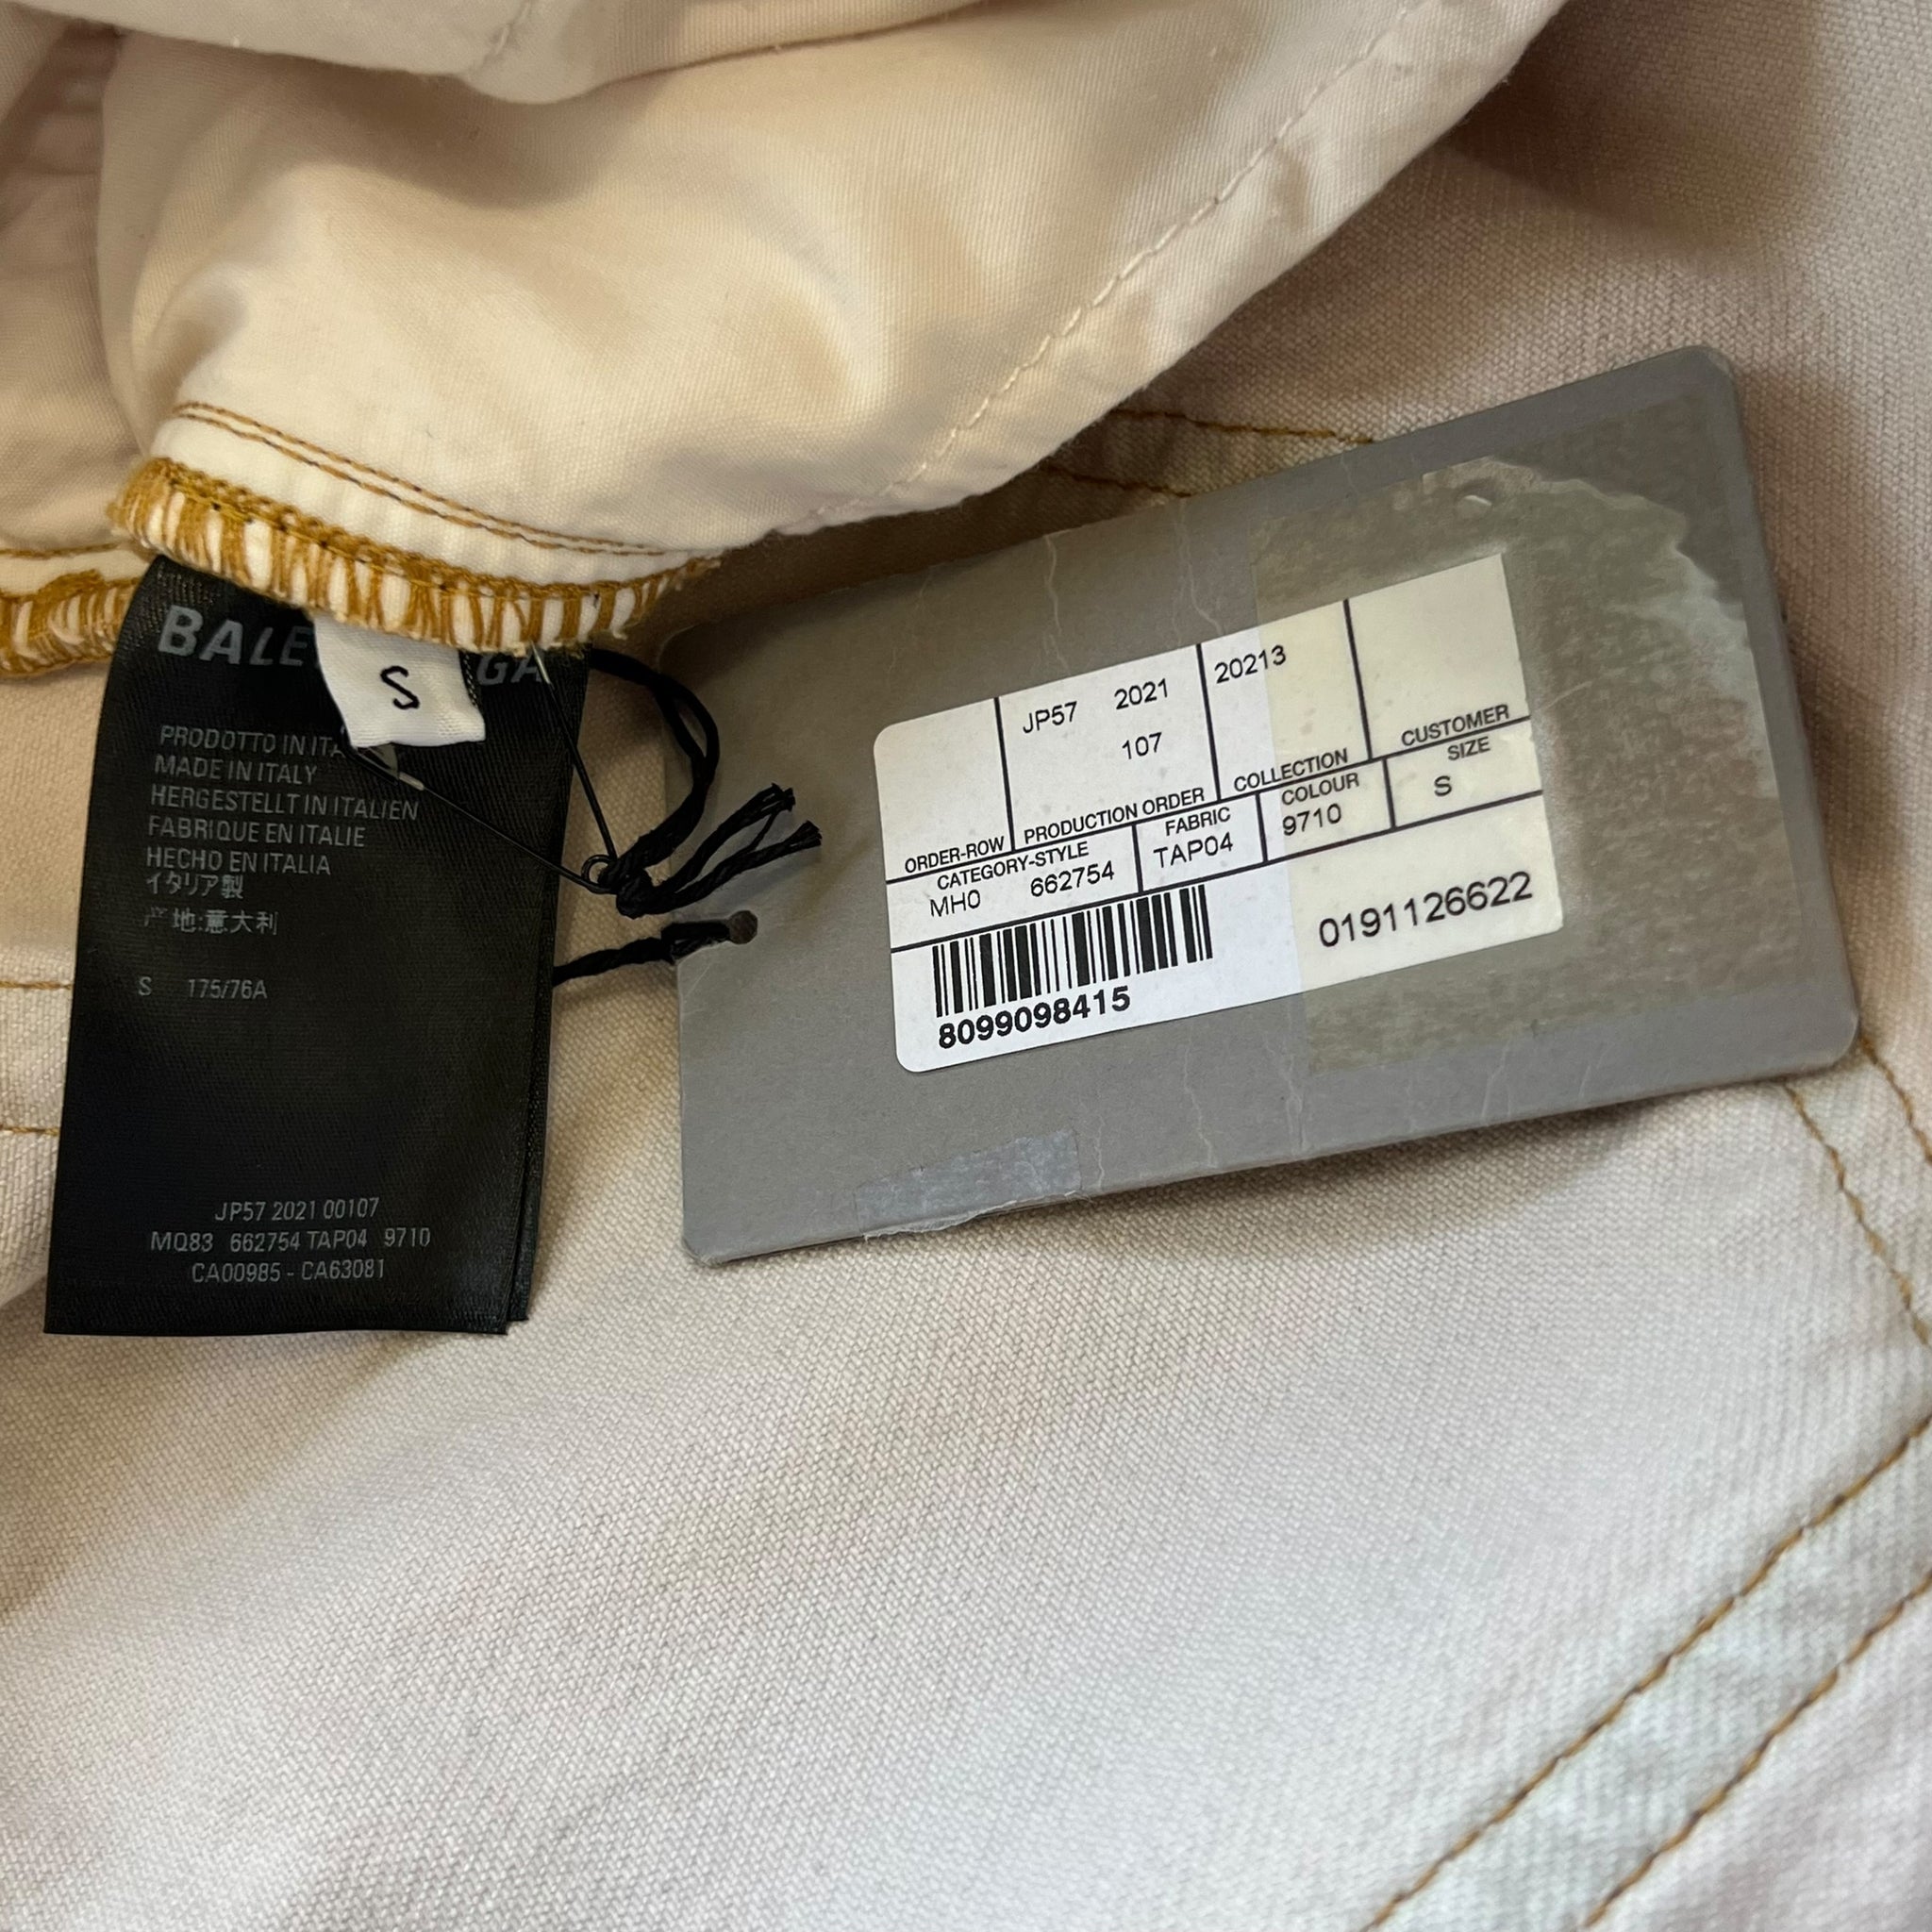 BALE GA
S
PRODOTTO IN ITA
MADE IN ITALY
HERGESTELLT IN ITALIEN
FABRIQUE EN ITALIE
HECHO EN ITALIA
イタリア製
产地:意大利
S 175/76A
JP57 2021 00107
MQ83 662754 TAP04 9710
CA00985 - CA63081
JP57 2021 20213
107
ORDER-ROW PRODUCTION ORDER COLLECTION CUSTOMER
CATEGORY-STYLE FABRIC COLOUR SIZE
MH0 662754 TAP04 9710 S
0191126622
8099098415